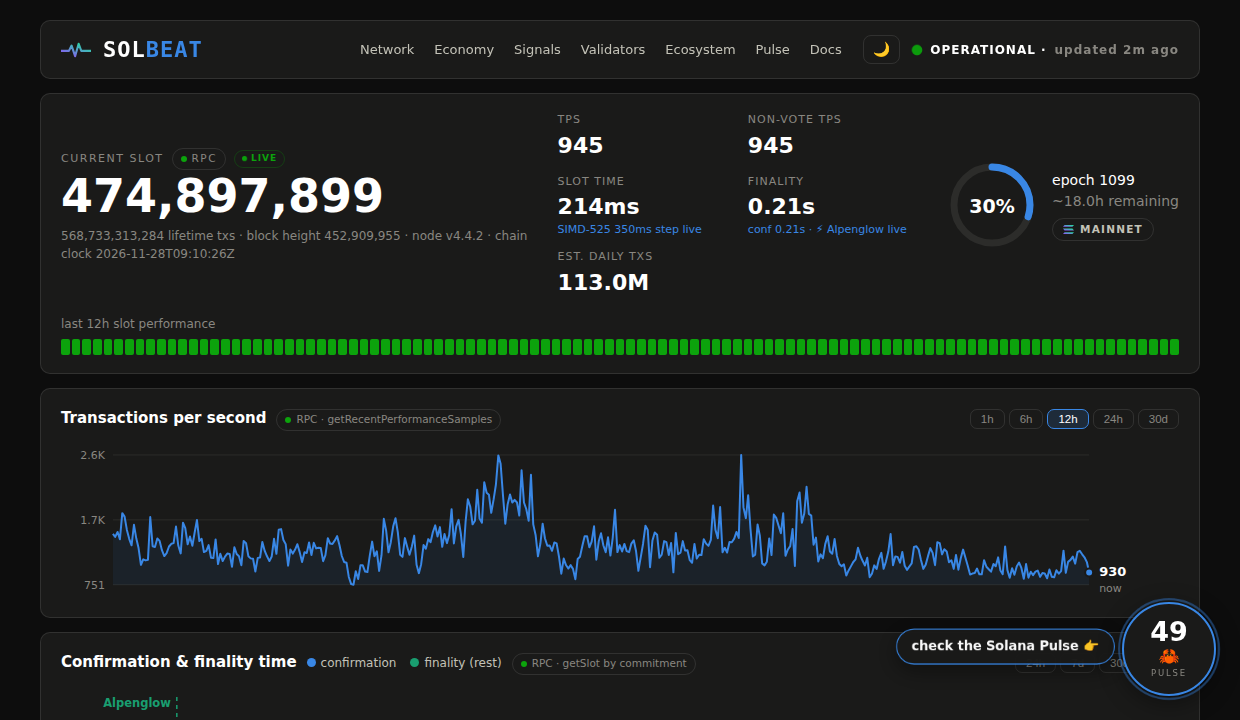 SOLBEAT
Network Economy Signals Validators Ecosystem Pulse Docs
OPERATIONAL · updated 2m ago
CURRENT SLOT RPC LIVE
474,897,899
568,733,313,284 lifetime txs · block height 452,909,955 · node v4.4.2 · chain
clock 2026-11-28T09:10:26Z
TPS
945
NON-VOTE TPS
945
SLOT TIME
214ms
SIMD-525 350ms step live
FINALITY
0.21s
conf 0.21s · ⚡ Alpenglow live
EST. DAILY TXS
113.0M
30%
epoch 1099
~18.0h remaining
MAINNET
last 12h slot performance
Transactions per second RPC · getRecentPerformanceSamples
1h 6h 12h 24h 30d
2.6K
1.7K
751
930
now
Confirmation & finality time confirmation finality (rest) RPC · getSlot by commitment
24h 7d 30
Alpenglow
check the Solana Pulse 👉
49
🦀
PULSE